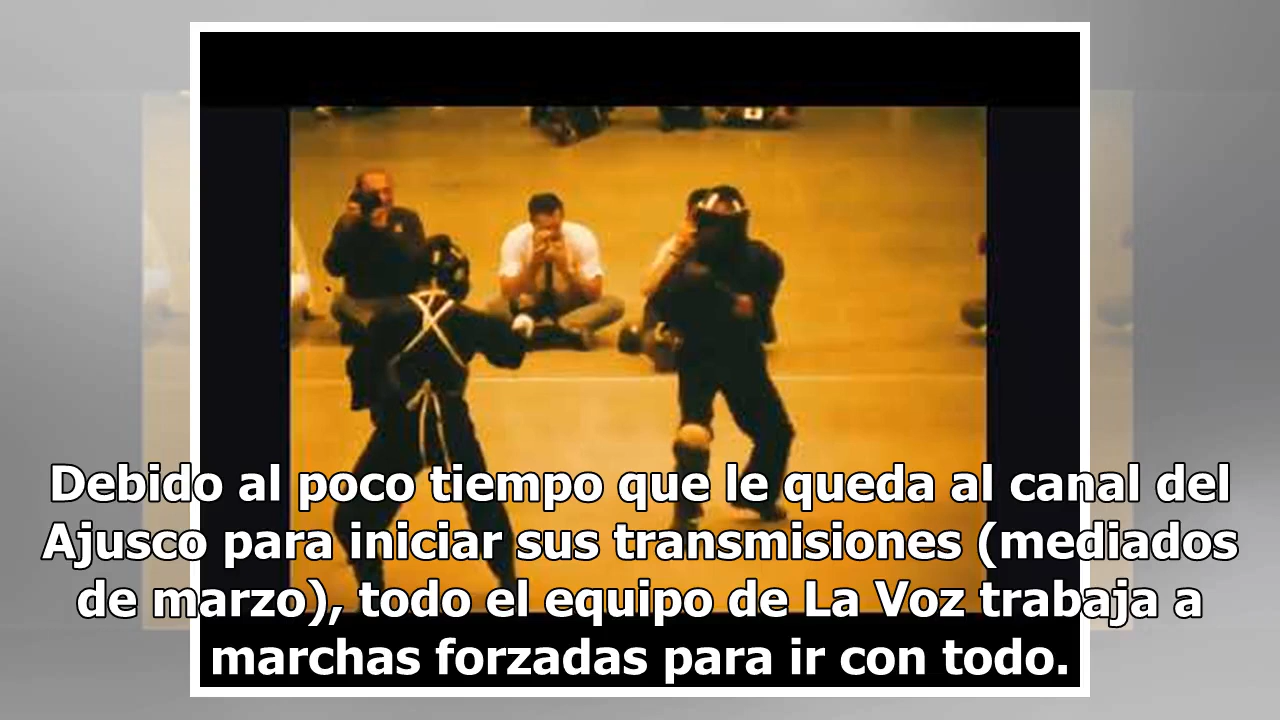 Debido al poco tiempo que le queda al canal del
Ajusco para iniciar sus transmisiones (mediados
de marzo), todo el equipo de La Voz trabaja a
marchas forzadas para ir con todo.